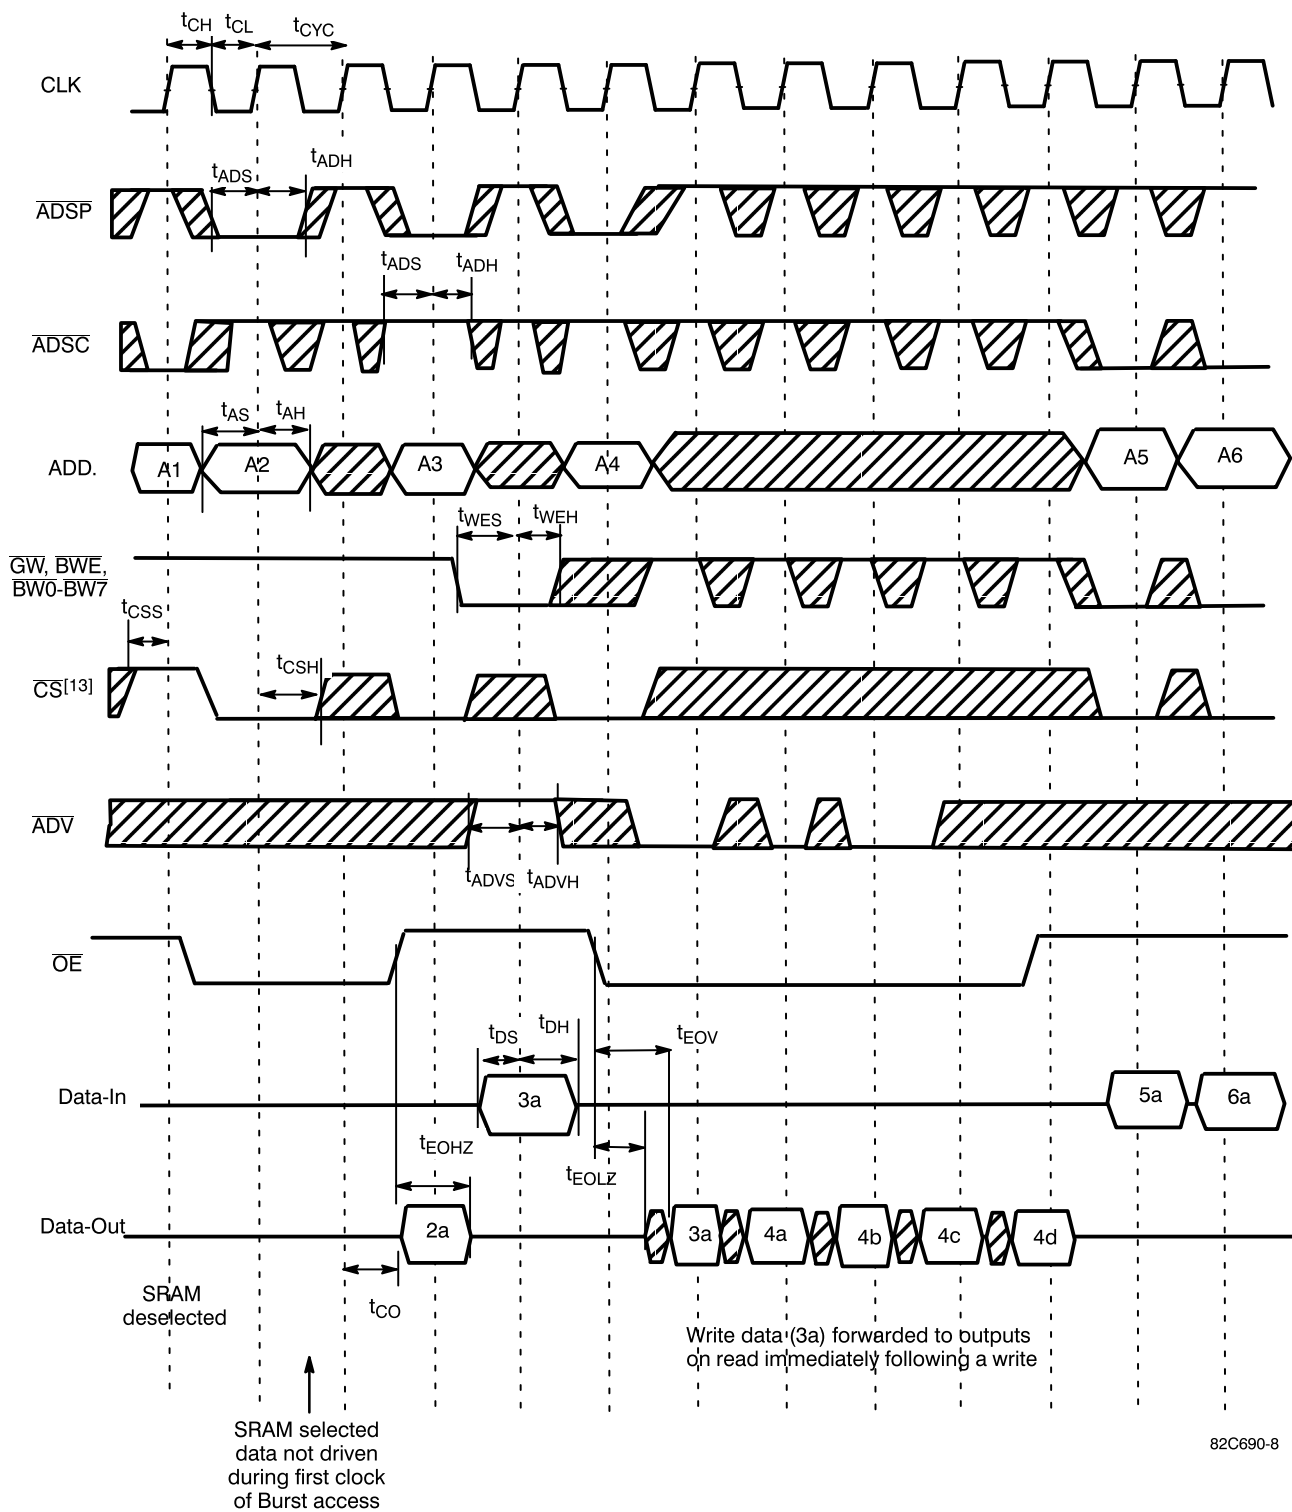 tCH tCL tCYC
CLK
tADS tADH
ADSP
tADS tADH
ADSC
tAS tAH
ADD. A1 A2 A3 A4 A5 A6
tWES tWEH
GW, BWE,
BW0-BW7
tCSS
tCSH
CS[13]
ADV
tADVS tADVH
OE
tDS tDH tEOV
Data-In 3a 5a 6a
tEOHZ tEOLZ
Data-Out 2a 3a 4a 4b 4c 4d
tCO
SRAM
deselected
Write data (3a) forwarded to outputs
on read immediately following a write
SRAM selected
data not driven
during first clock
of Burst access
82C690-8